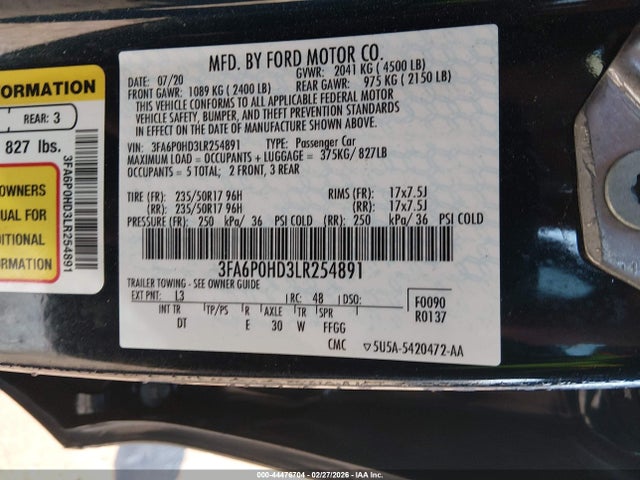 ORMATION
REAR: 3
827 lbs.
OWNERS
UAL FOR
DITIONAL
ORMATION
3FA6P0HD3LR254891
MFD. BY FORD MOTOR CO.
DATE: 07/20 GVWR: 2041 KG ( 4500 LB)
FRONT GAWR: 1089 KG ( 2400 LB) REAR GAWR: 975 KG ( 2150 LB)
THIS VEHICLE CONFORMS TO ALL APPLICABLE FEDERAL MOTOR
VEHICLE SAFETY, BUMPER, AND THEFT PREVENTION STANDARDS
IN EFFECT ON THE DATE OF MANUFACTURE SHOWN ABOVE.
VIN: 3FA6P0HD3LR254891 TYPE: Passenger Car
MAXIMUM LOAD = OCCUPANTS + LUGGAGE = 375KG/ 827LB
OCCUPANTS = 5 TOTAL; 2 FRONT, 3 REAR
TIRE (FR): 235/50R17 96H RIMS (FR): 17x7.5J
(RR): 235/50R17 96H (RR): 17x7.5J
PRESSURE (FR): 250 kPa/ 36 PSI COLD (RR): 250 kPa/ 36 PSI COLD
3FA6P0HD3LR254891
TRAILER TOWING - SEE OWNER GUIDE
EXT PNT: L3 RC: 48 DSO: F0090
INT TR TP/PS R AXLE TR SPR R0137
DT E 30 W FFGG
CMC ▽5U5A-5420472-AA
000-44476704 | 02/27/2026 - IAAI.com